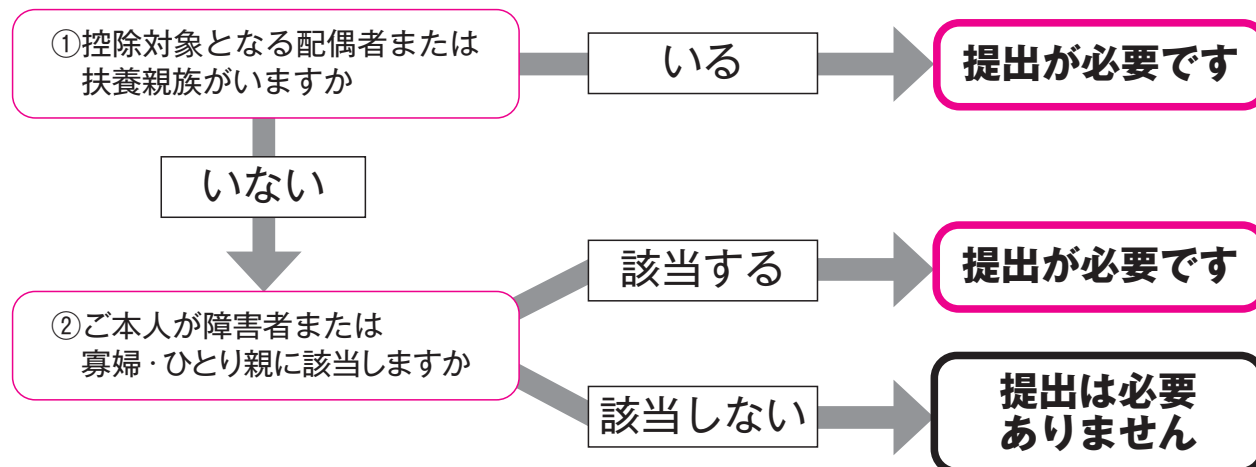 ①控除対象となる配偶者または
扶養親族がいますか
いる
提出が必要です
いない
②ご本人が障害者または
寡婦・ひとり親に該当しますか
該当する
提出が必要です
該当しない
提出は必要
ありません